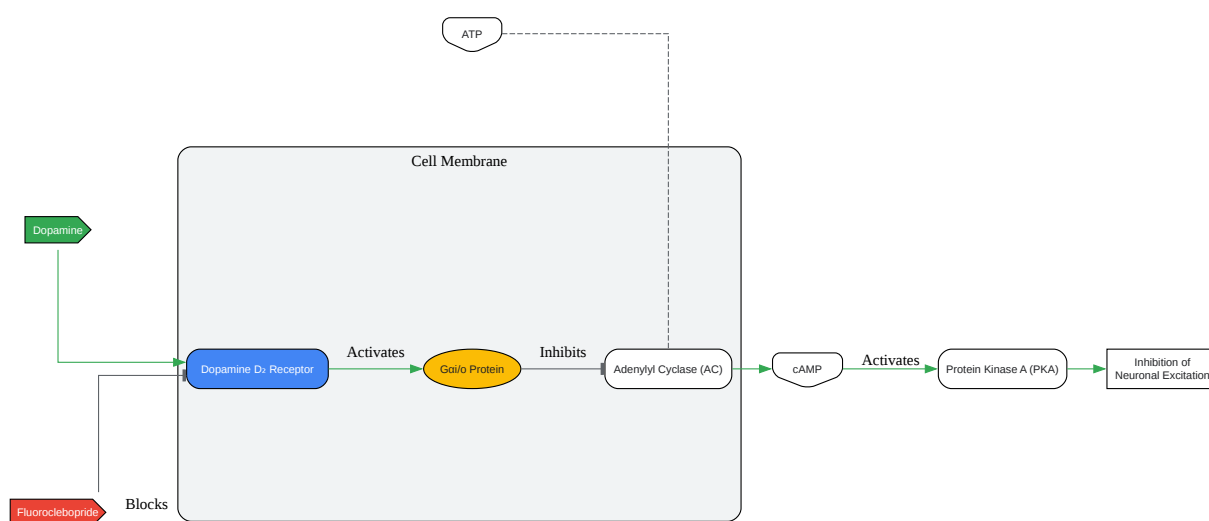 ATP
Cell Membrane
Dopamine
Dopamine D₂ Receptor
Activates
Gαi/o Protein
Inhibits
Adenylyl Cyclase (AC)
cAMP
Activates
Protein Kinase A (PKA)
Inhibition of
Neuronal Excitation
Fluoroclebopride
Blocks